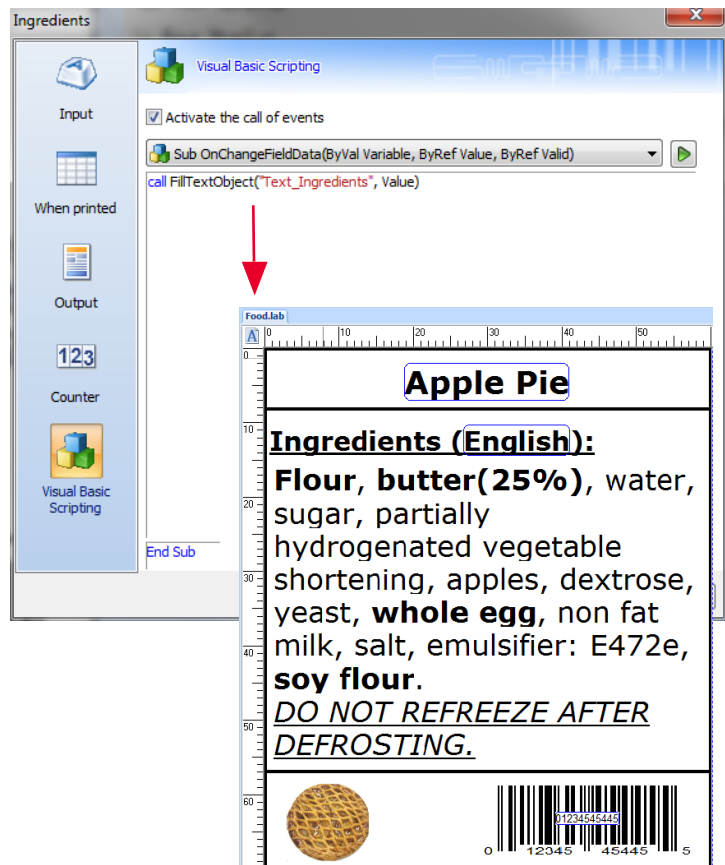 Ingredients
Visual Basic Scripting
Input
Activate the call of events
Sub OnChangeFieldData(ByVal Variable, ByRef Value, ByRef Valid)
call FillTextObject("Text_Ingredients", Value)
When printed
Output
123
Counter
Visual Basic
Scripting
End Sub
Food.lab
A
0 10 20 30 40 50
0
10
20
30
40
50
60
Apple Pie
Ingredients (English):
Flour, butter(25%), water,
sugar, partially
hydrogenated vegetable
shortening, apples, dextrose,
yeast, whole egg, non fat
milk, salt, emulsifier: E472e,
soy flour.
DO NOT REFREEZE AFTER
DEFROSTING.
01234545445
0 12345 45445 5